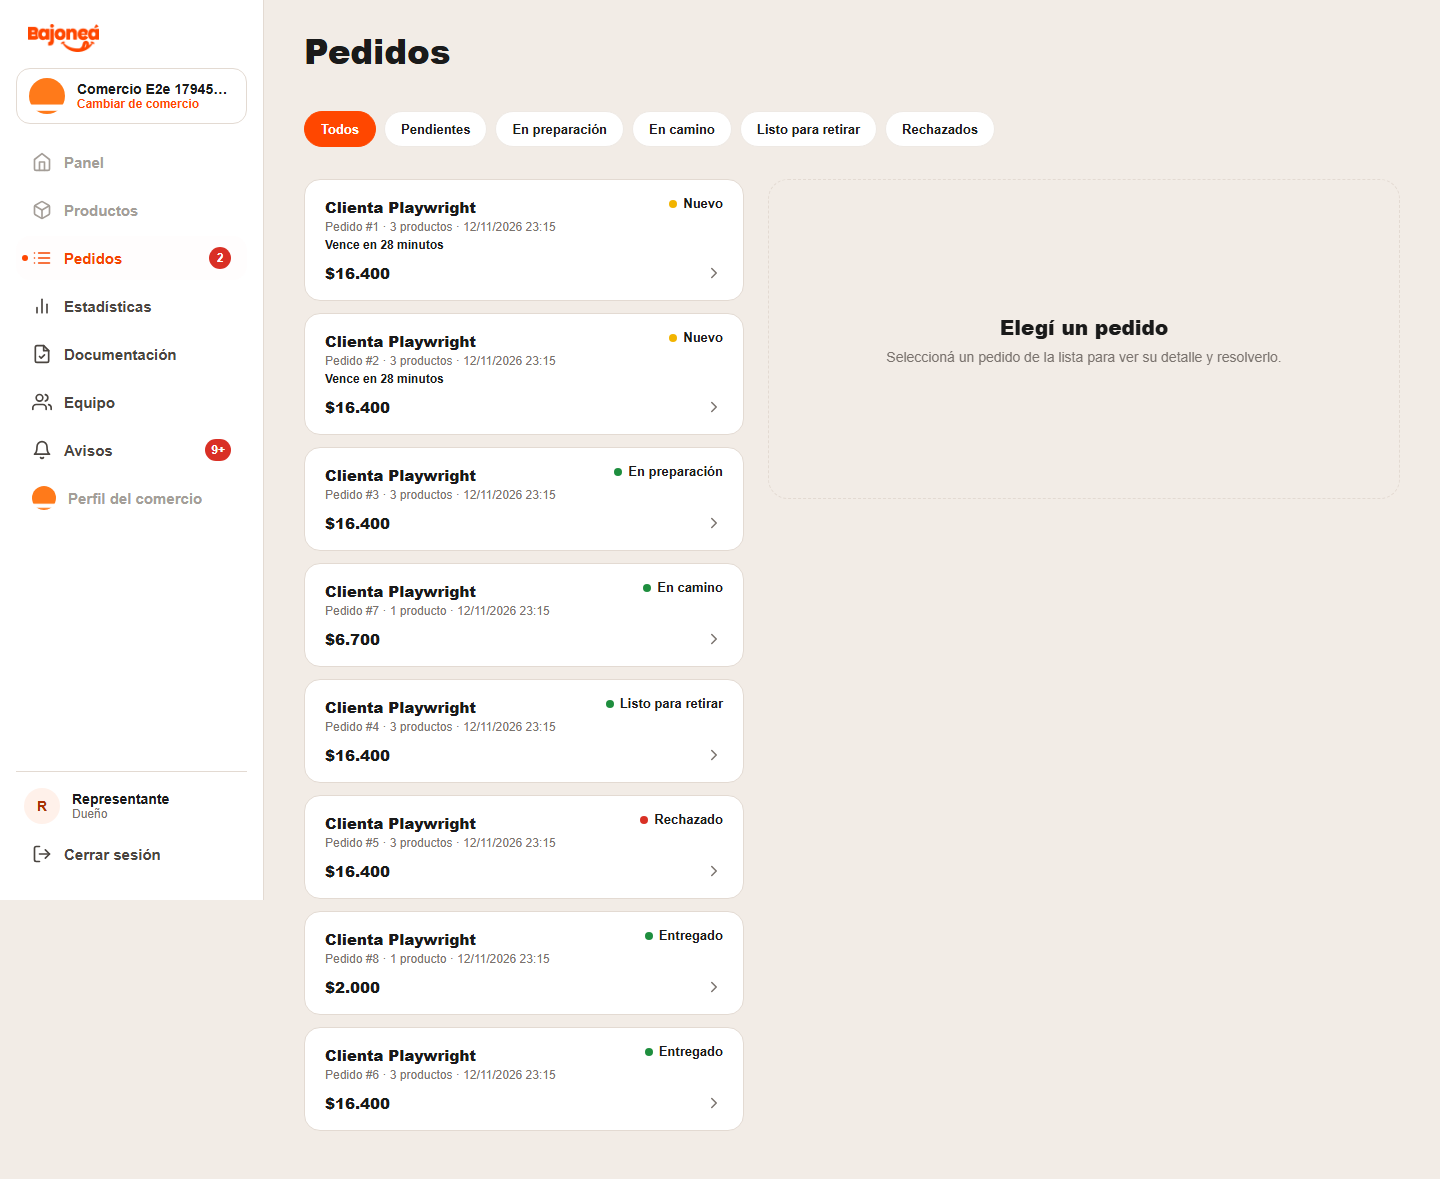 Bajoneá
Comercio E2e 17945...
Cambiar de comercio
Panel
Productos
Pedidos
2
Estadísticas
Documentación
Equipo
Avisos
9+
Perfil del comercio
R
Representante
Dueño
Cerrar sesión
Pedidos
Todos
Pendientes
En preparación
En camino
Listo para retirar
Rechazados
Clienta Playwright
Nuevo
Pedido #1 · 3 productos · 12/11/2026 23:15
Vence en 28 minutos
$16.400
Clienta Playwright
Nuevo
Pedido #2 · 3 productos · 12/11/2026 23:15
Vence en 28 minutos
$16.400
Clienta Playwright
En preparación
Pedido #3 · 3 productos · 12/11/2026 23:15
$16.400
Clienta Playwright
En camino
Pedido #7 · 1 producto · 12/11/2026 23:15
$6.700
Clienta Playwright
Listo para retirar
Pedido #4 · 3 productos · 12/11/2026 23:15
$16.400
Clienta Playwright
Rechazado
Pedido #5 · 3 productos · 12/11/2026 23:15
$16.400
Clienta Playwright
Entregado
Pedido #8 · 1 producto · 12/11/2026 23:15
$2.000
Clienta Playwright
Entregado
Pedido #6 · 3 productos · 12/11/2026 23:15
$16.400
Elegí un pedido
Seleccioná un pedido de la lista para ver su detalle y resolverlo.